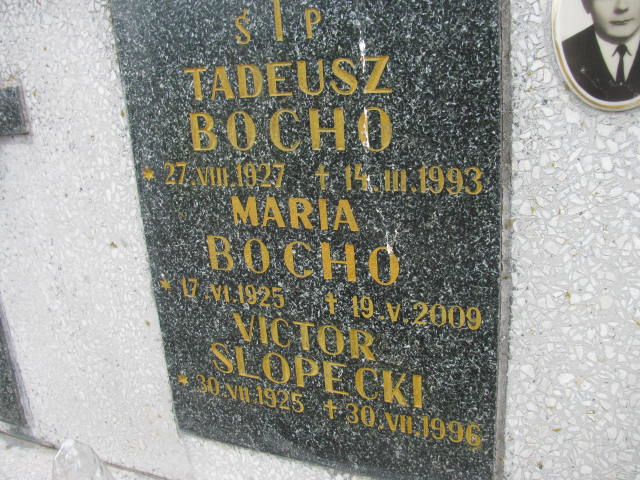 Ś † P
TADEUSZ
BOCHO
* 27.VIII.1927 † 14.III.1993
MARIA
BOCHO
* 17.VI.1925 † 19.V.2009
VICTOR
SLOPECKI
* 30.VII.1925 † 30.VII.1996